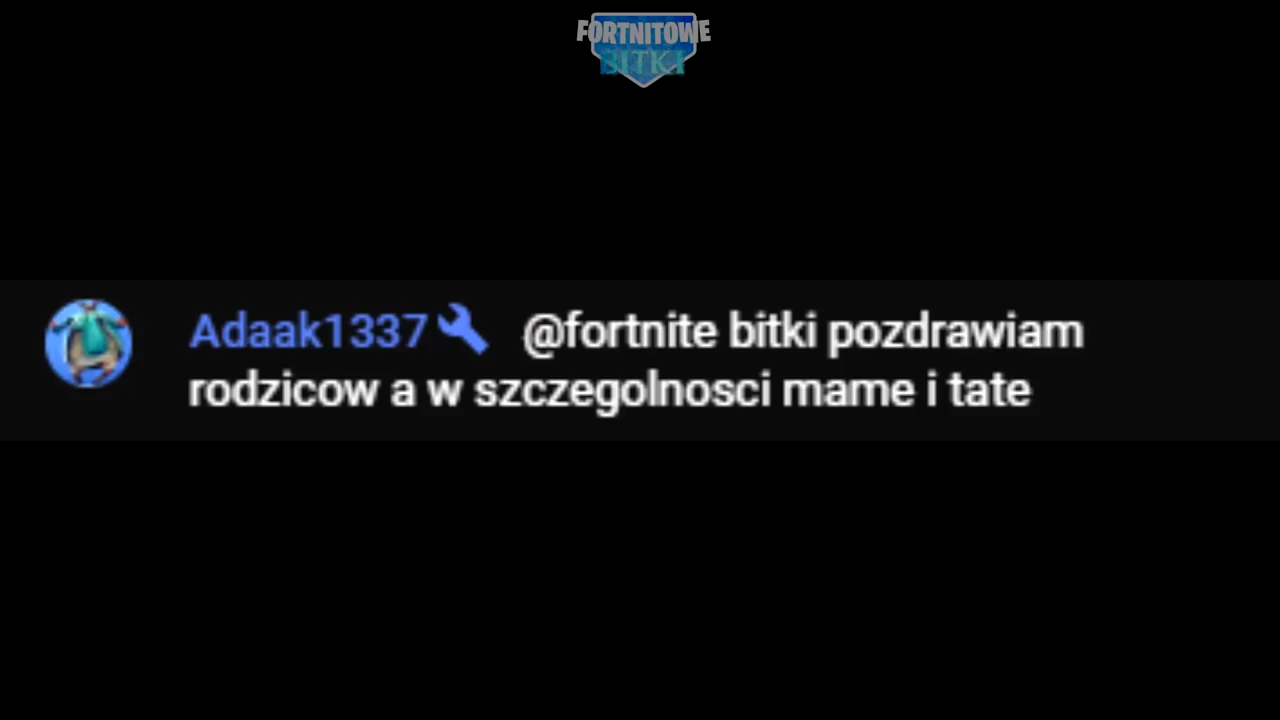 FORTNITOWE
BITKI
Adaak1337 @fortnite bitki pozdrawiam
rodzicow a w szczegolnosci mame i tate